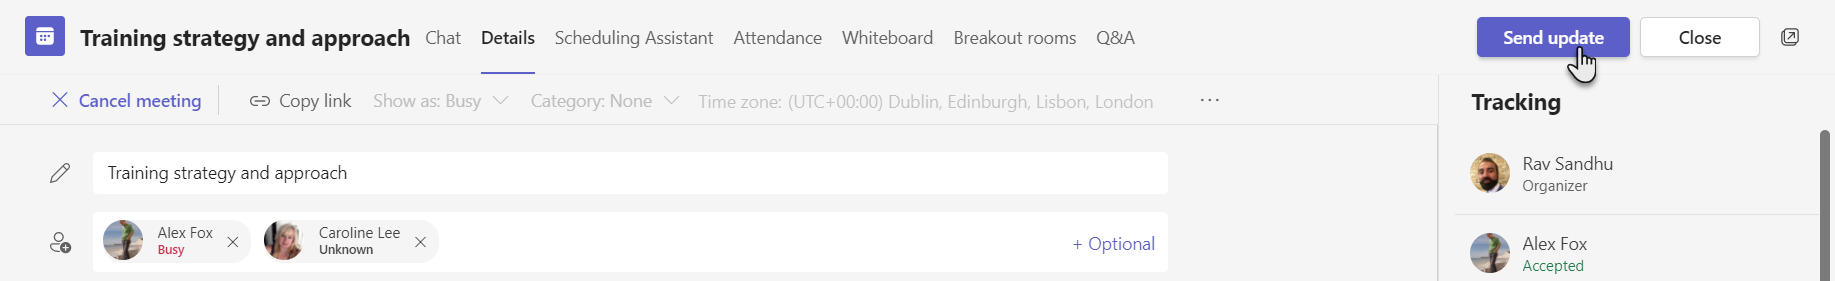 Training strategy and approach Chat Details Scheduling Assistant Attendance Whiteboard Breakout rooms Q&A Send update Close
Cancel meeting Copy link Show as: Busy Category: None Time zone: (UTC+00:00) Dublin, Edinburgh, Lisbon, London ...
Tracking
Training strategy and approach
Rav Sandhu
Organizer
Alex Fox
Busy
Caroline Lee
Unknown
+ Optional
Alex Fox
Accepted